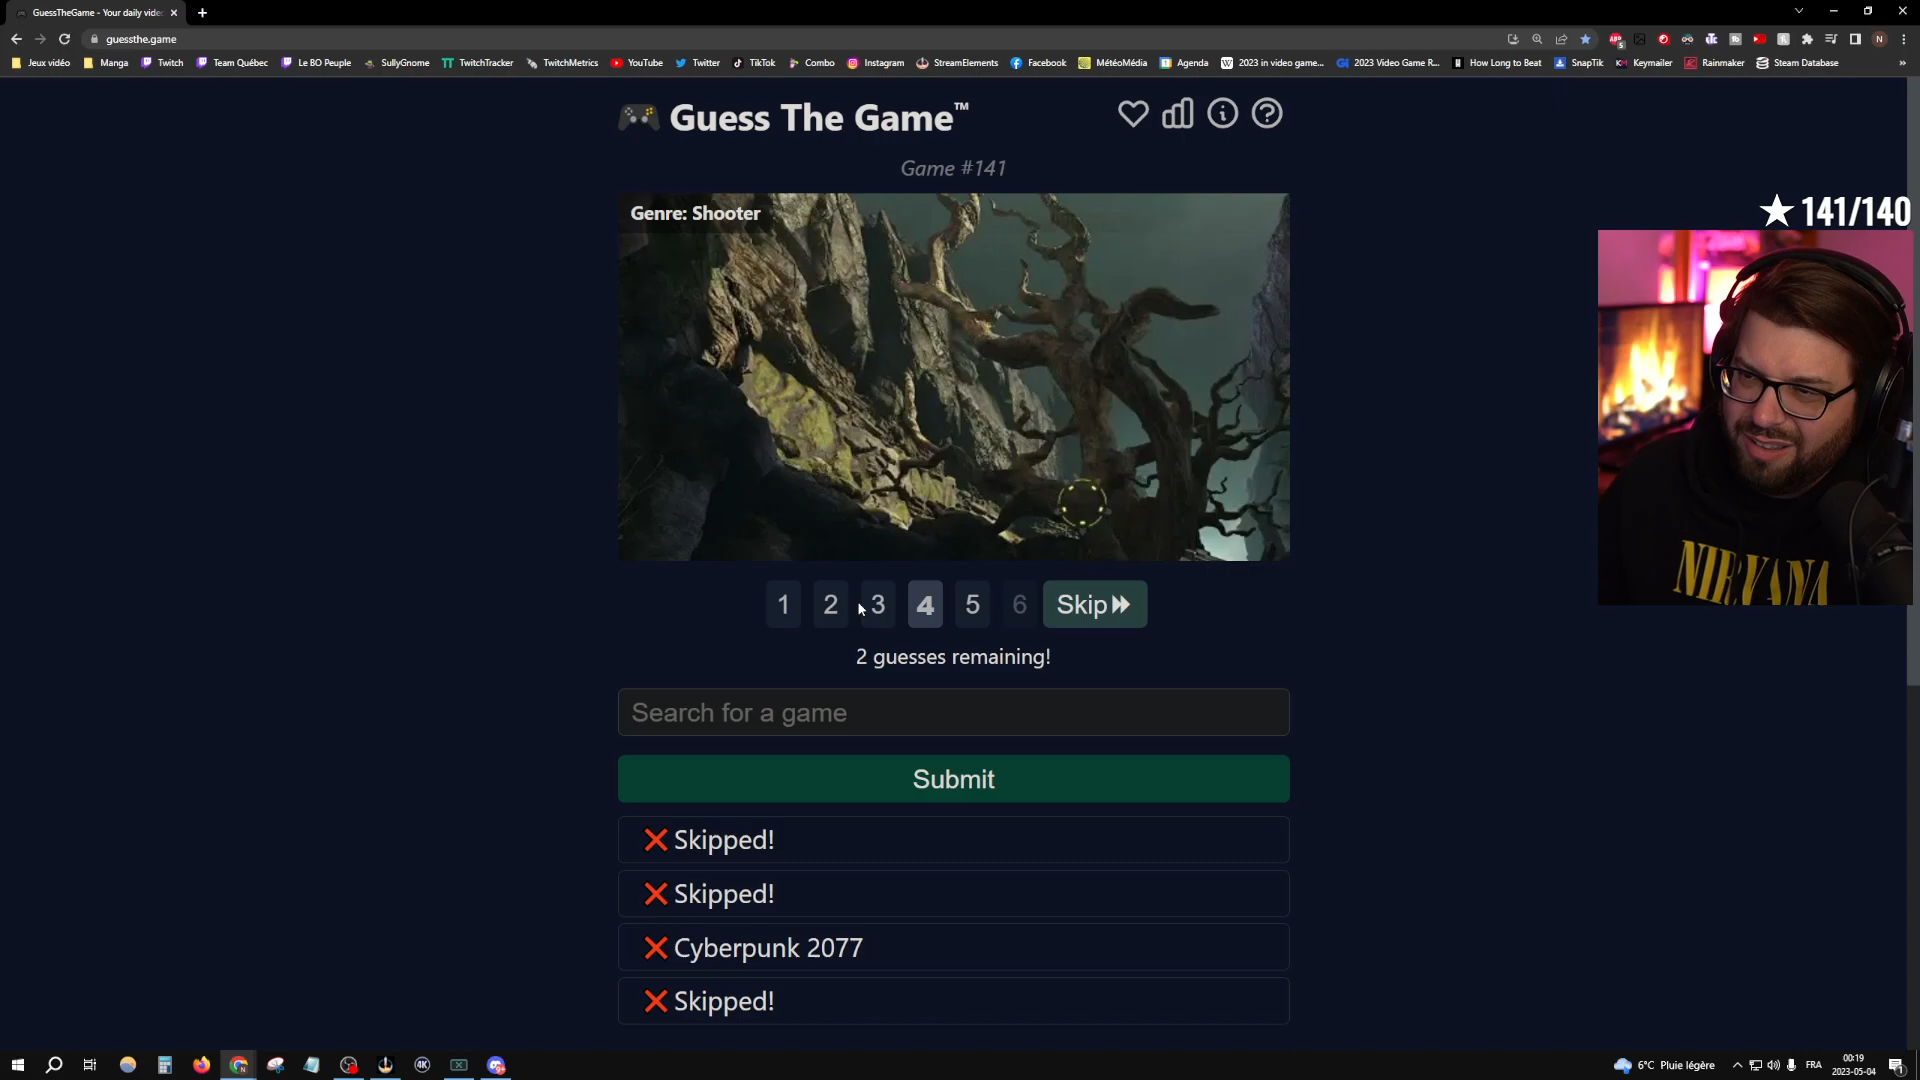 GuessTheGame - Your daily vide
guessthe.game
Jeux vidéo
Manga
Twitch
Team Québec
Le BO Peuple
SullyGnome
TT TwitchTracker
TwitchMetrics
YouTube
Twitter
TikTok
Combo
Instagram
StreamElements
Facebook
MétéoMédia
Agenda
W 2023 in video game...
2023 Video Game R...
How Long to Beat
SnapTik
KM Keymailer
Rainmaker
Steam Database
»
Guess The Game™
Game #141
Genre: Shooter
141/140
NIRVANA
1 2 3 4 5 6 Skip
2 guesses remaining!
Search for a game
Submit
Skipped!
Skipped!
Cyberpunk 2077
Skipped!
4K
6°C Pluie légère
FRA
00:19
2023-05-04